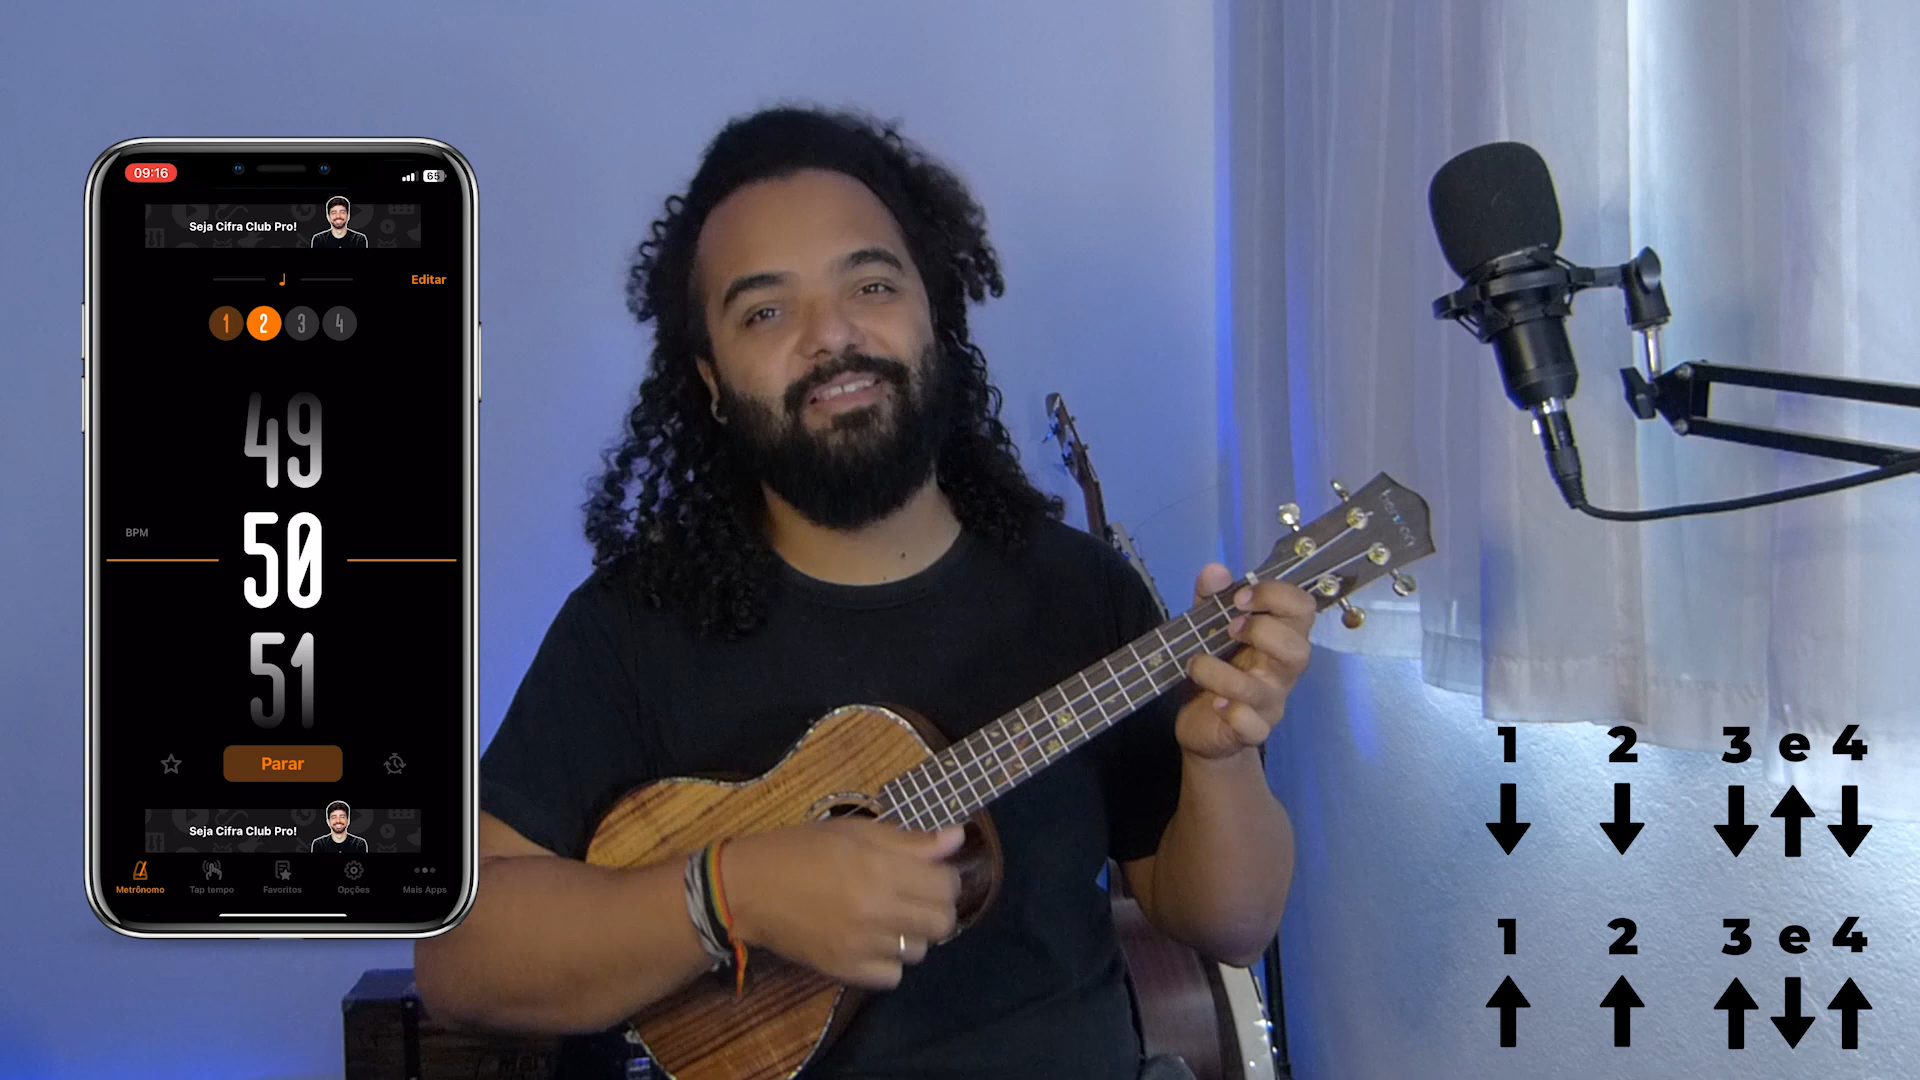 09:16
65
Seja Cifra Club Pro!
Editar
1 2 3 4
49
BPM
50
51
Parar
Seja Cifra Club Pro!
Metrônomo Tap tempo Favoritos Opções Mais Apps
1 2 3 e 4
1 2 3 e 4